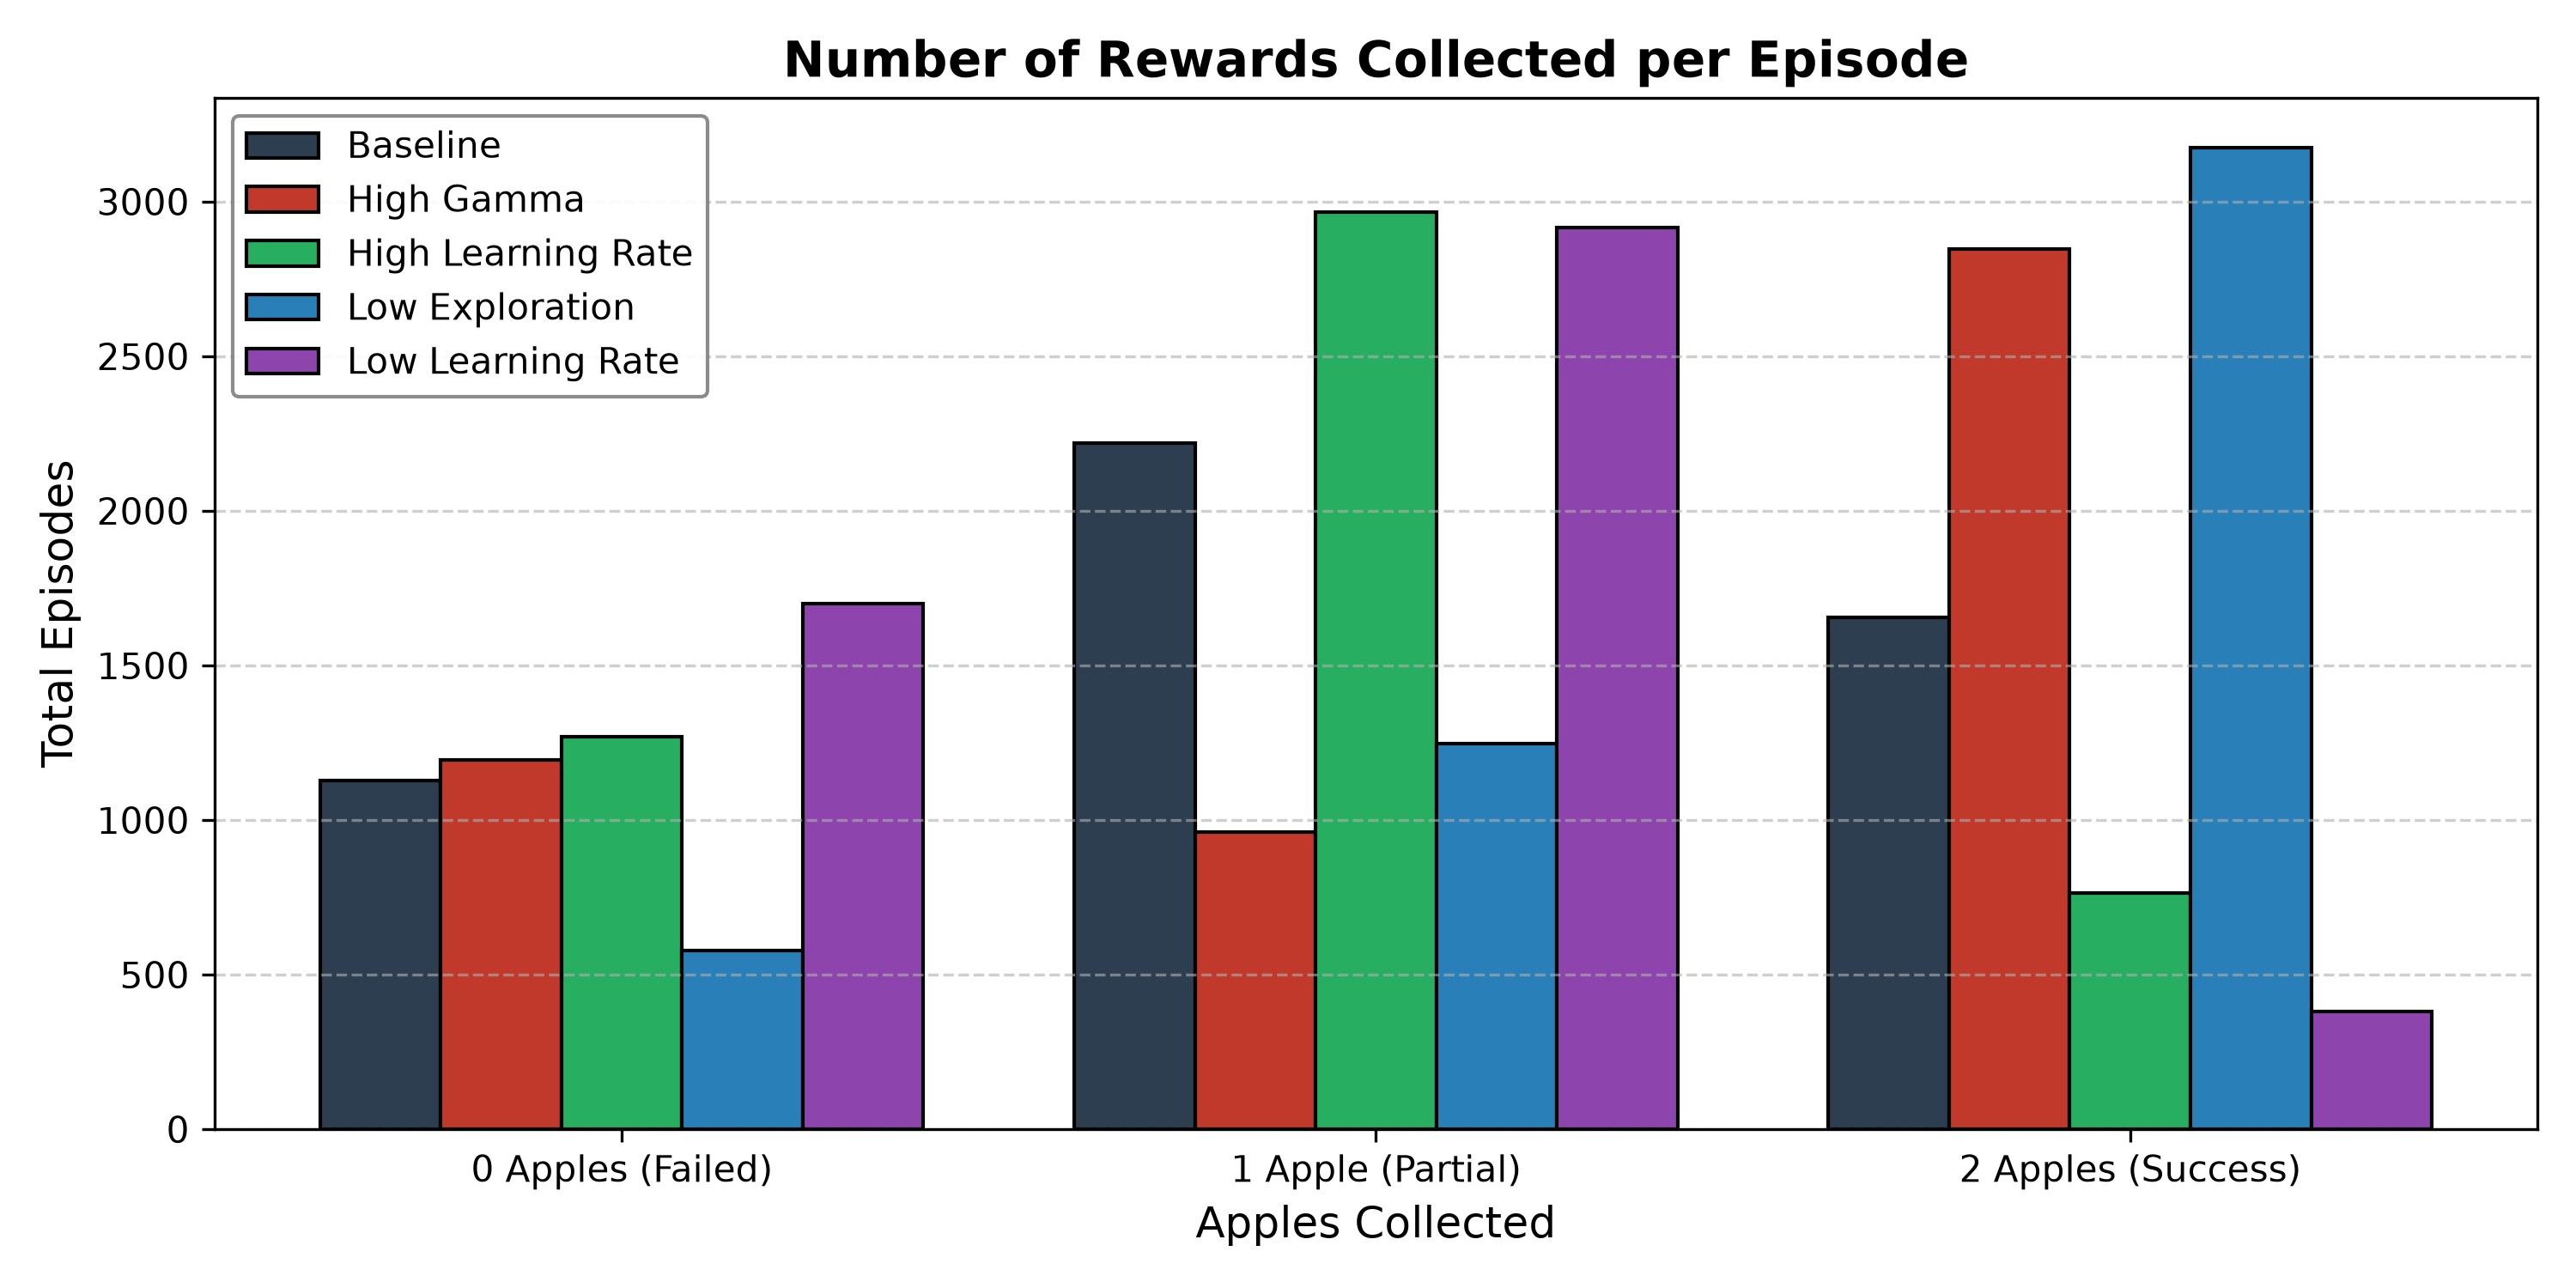 Number of Rewards Collected per Episode
Baseline
High Gamma
High Learning Rate
Low Exploration
Low Learning Rate
Total Episodes
3000
2500
2000
1500
1000
500
0
0 Apples (Failed)
1 Apple (Partial)
2 Apples (Success)
Apples Collected